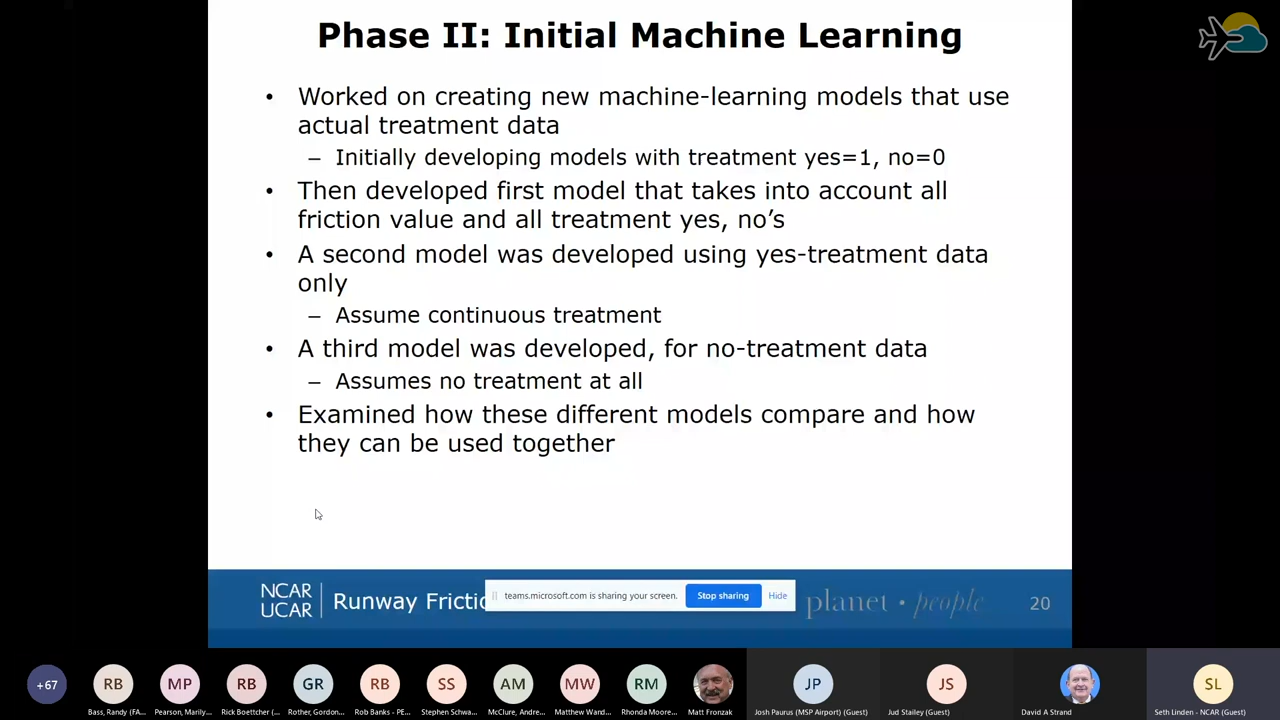 Phase II: Initial Machine Learning
• Worked on creating new machine-learning models that use
actual treatment data
– Initially developing models with treatment yes=1, no=0
• Then developed first model that takes into account all
friction value and all treatment yes, no’s
• A second model was developed using yes-treatment data
only
– Assume continuous treatment
• A third model was developed, for no-treatment data
– Assumes no treatment at all
• Examined how these different models compare and how
they can be used together
NCAR
UCAR
Runway Frictio
teams.microsoft.com is sharing your screen.
Stop sharing
Hide
planet • people
20
+67
RB
MP
RB
GR
RB
SS
AM
MW
RM
JP
JS
SL
Bass, Randy (FA...
Pearson, Marily...
Rick Boettcher (...
Rother, Gordon...
Rob Banks - PE...
Stephen Schwa...
McClure, Andre...
Matthew Wand...
Rhonda Moore...
Matt Fronzak
Josh Paurus (MSP Airport) (Guest)
Jud Stailey (Guest)
David A Strand
Seth Linden - NCAR (Guest)